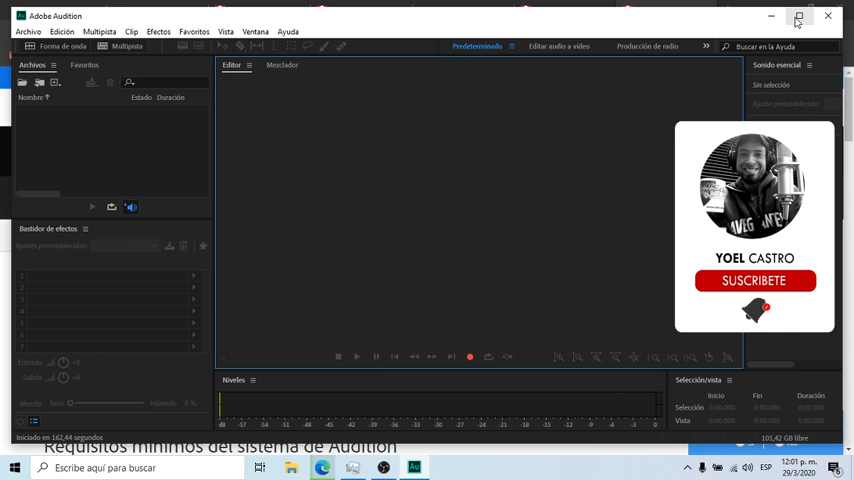 Adobe Audition
Archivo Edición Multipista Clip Efectos Favoritos Vista Ventana Ayuda
Forma de onda Multipista Predeterminado Editar audio a vídeo Producción de radio Buscar en la Ayuda
Archivos Favoritos Editor Mezclador Sonido esencial
Sin selección
Nombre Estado Duración
Ajuste preestablecido:
Bastidor de efectos
Ajustes preestablecidos:
1
2
3
4
5
6
7
YOEL CASTRO
SUSCRIBETE
Entrada: +0
Salida: +0
Mezcla Seco Húmedo 0 %
Niveles
dB -57 -54 -51 -48 -45 -42 -39 -36 -33 -30 -27 -24 -21 -18 -15 -12 -9 -6 -3 0
Selección/vista
Inicio Fin Duración
Selección 0:00.000 0:00.000 0:00.000
Vista 0:00.000 0:00.000 0:00.000
Iniciado en 162,44 segundos
101,42 GB libre
Requisitos mínimos del sistema de Audition
Escribe aquí para buscar
ESP
12:01 p. m.
29/3/2020